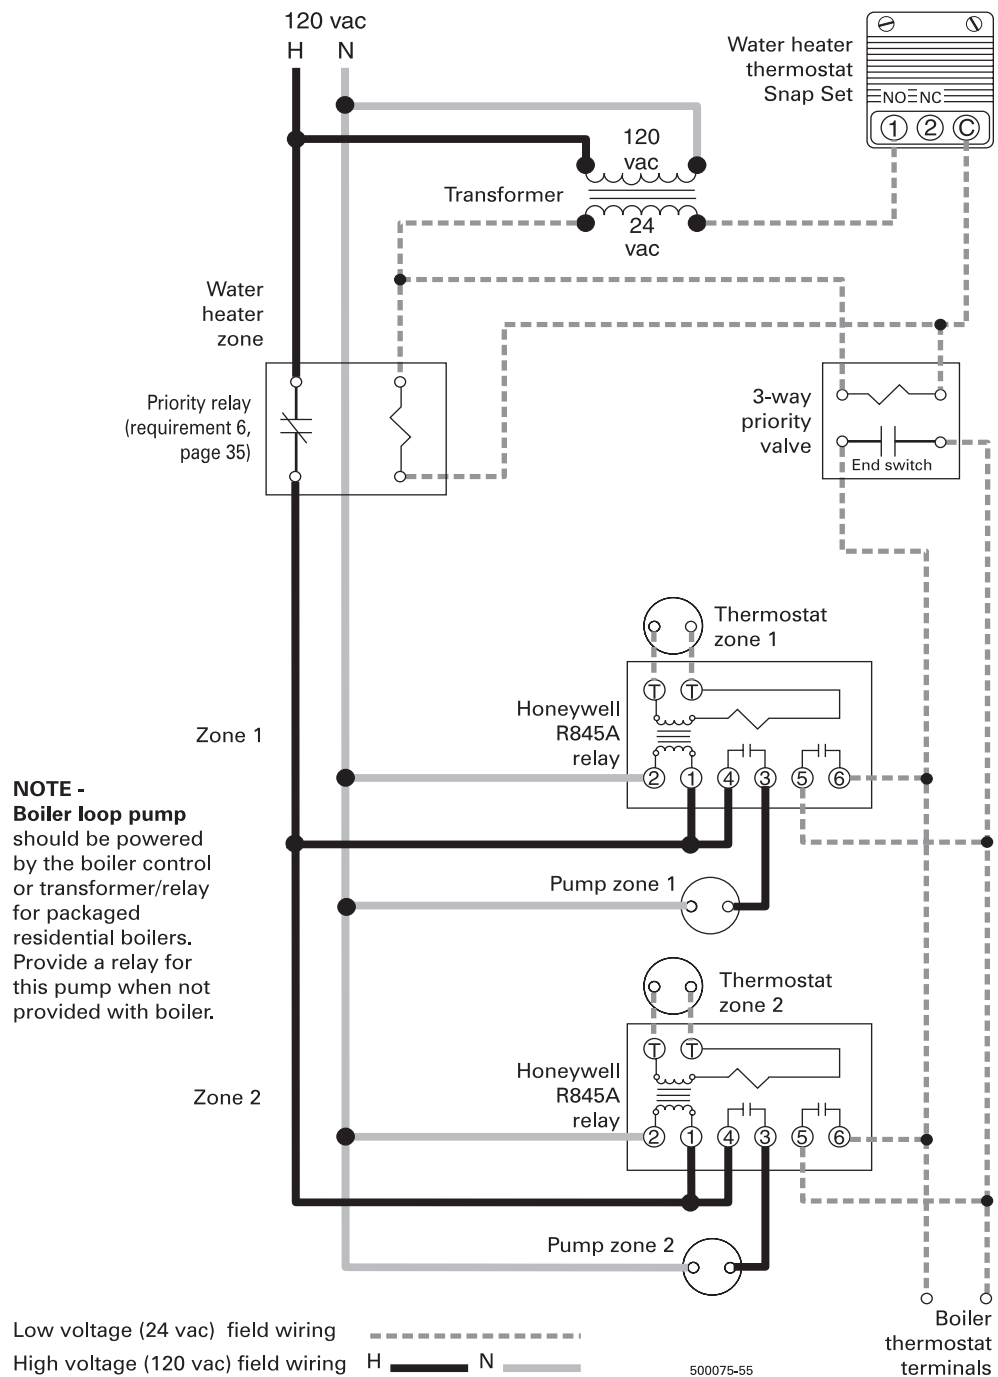 120 vac
H N
Water heater
thermostat
Snap Set
NO NC
1 2 C
120
vac
Transformer
24
vac
Water
heater
zone
Priority relay
(requirement 6,
page 35)
3-way
priority
valve
End switch
Thermostat
zone 1
T T
Honeywell
R845A
relay
Zone 1
2 1 4 3 5 6
NOTE -
Boiler loop pump
should be powered
by the boiler control
or transformer/relay
for packaged
residential boilers.
Provide a relay for
this pump when not
provided with boiler.
Pump zone 1
Thermostat
zone 2
T T
Honeywell
R845A
relay
Zone 2
2 1 4 3 5 6
Pump zone 2
Boiler
thermostat
terminals
Low voltage (24 vac) field wiring
High voltage (120 vac) field wiring H N
500075-55